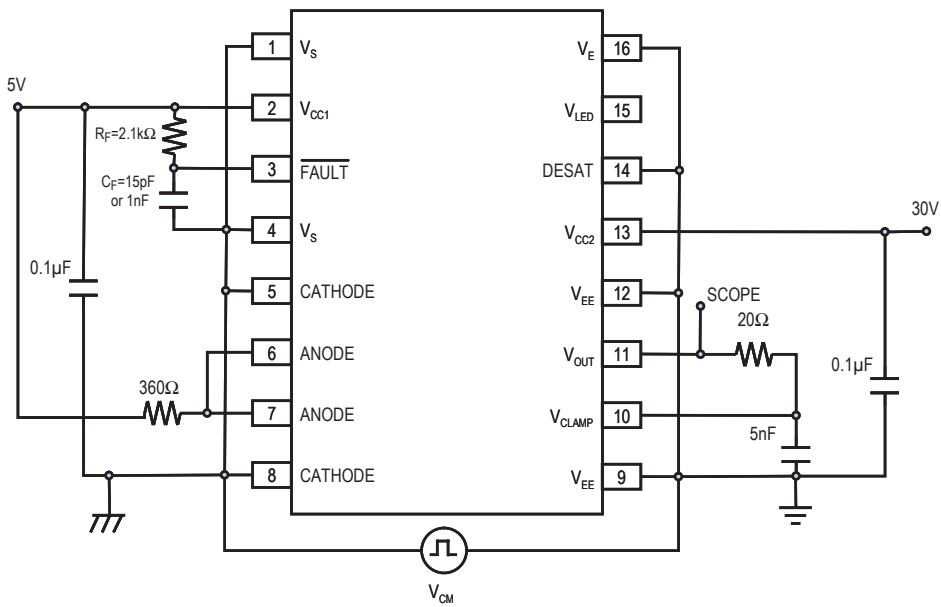 1 V_S
V_E 16
5V
2 V_CC1
V_LED 15
R_F=2.1kΩ
3 FAULT
DESAT 14
C_F=15pF
or 1nF
4 V_S
V_CC2 13
30V
0.1µF
5 CATHODE
V_EE 12
SCOPE
20Ω
6 ANODE
V_OUT 11
0.1µF
360Ω
7 ANODE
V_CLAMP 10
5nF
8 CATHODE
V_EE 9
V_CM